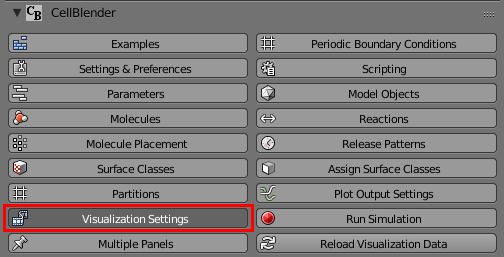 CB CellBlender
Examples
Periodic Boundary Conditions
Settings & Preferences
Scripting
Parameters
Model Objects
Molecules
Reactions
Molecule Placement
Release Patterns
Surface Classes
Assign Surface Classes
Partitions
Plot Output Settings
Visualization Settings
Run Simulation
Multiple Panels
Reload Visualization Data